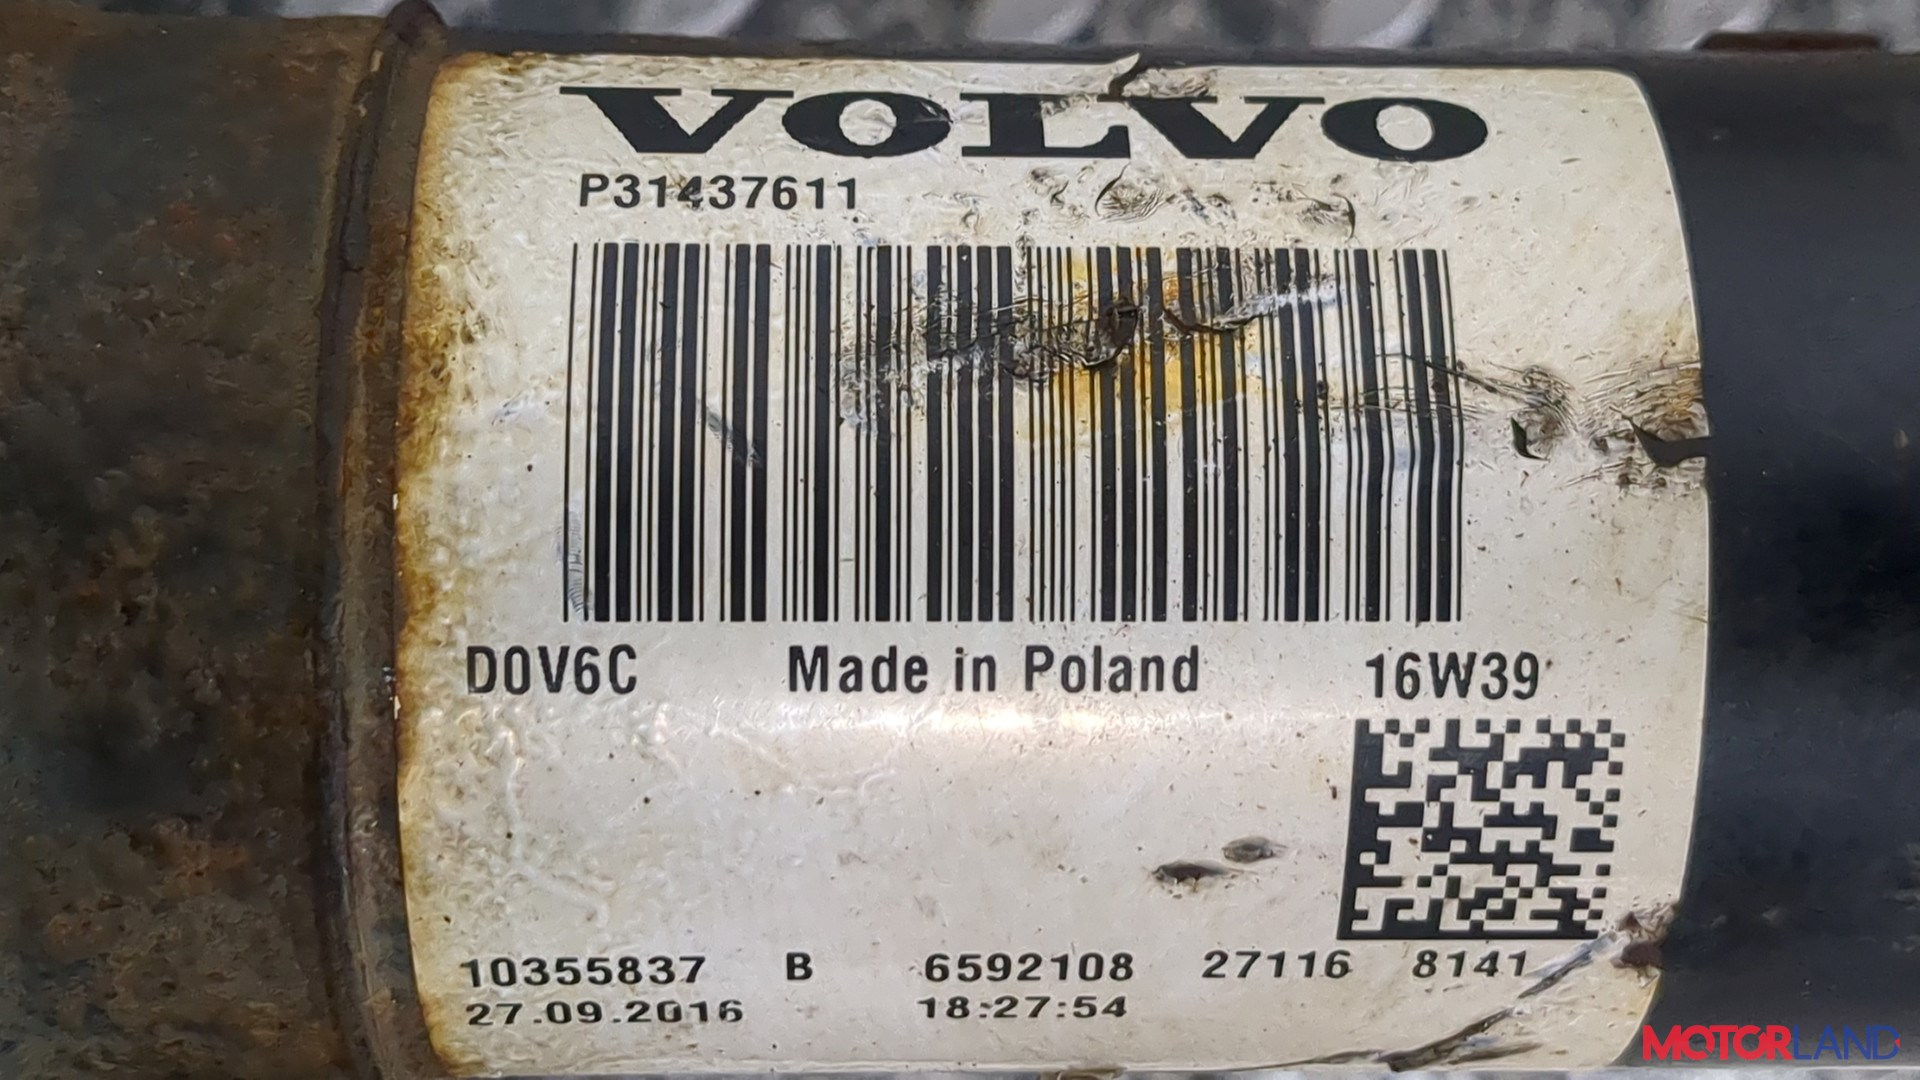 VOLVO
P31437611
D0V6C Made in Poland 16W39
10355837 B 6592108 27116 8141
27.09.2016 18:27:54
MOTORLAND